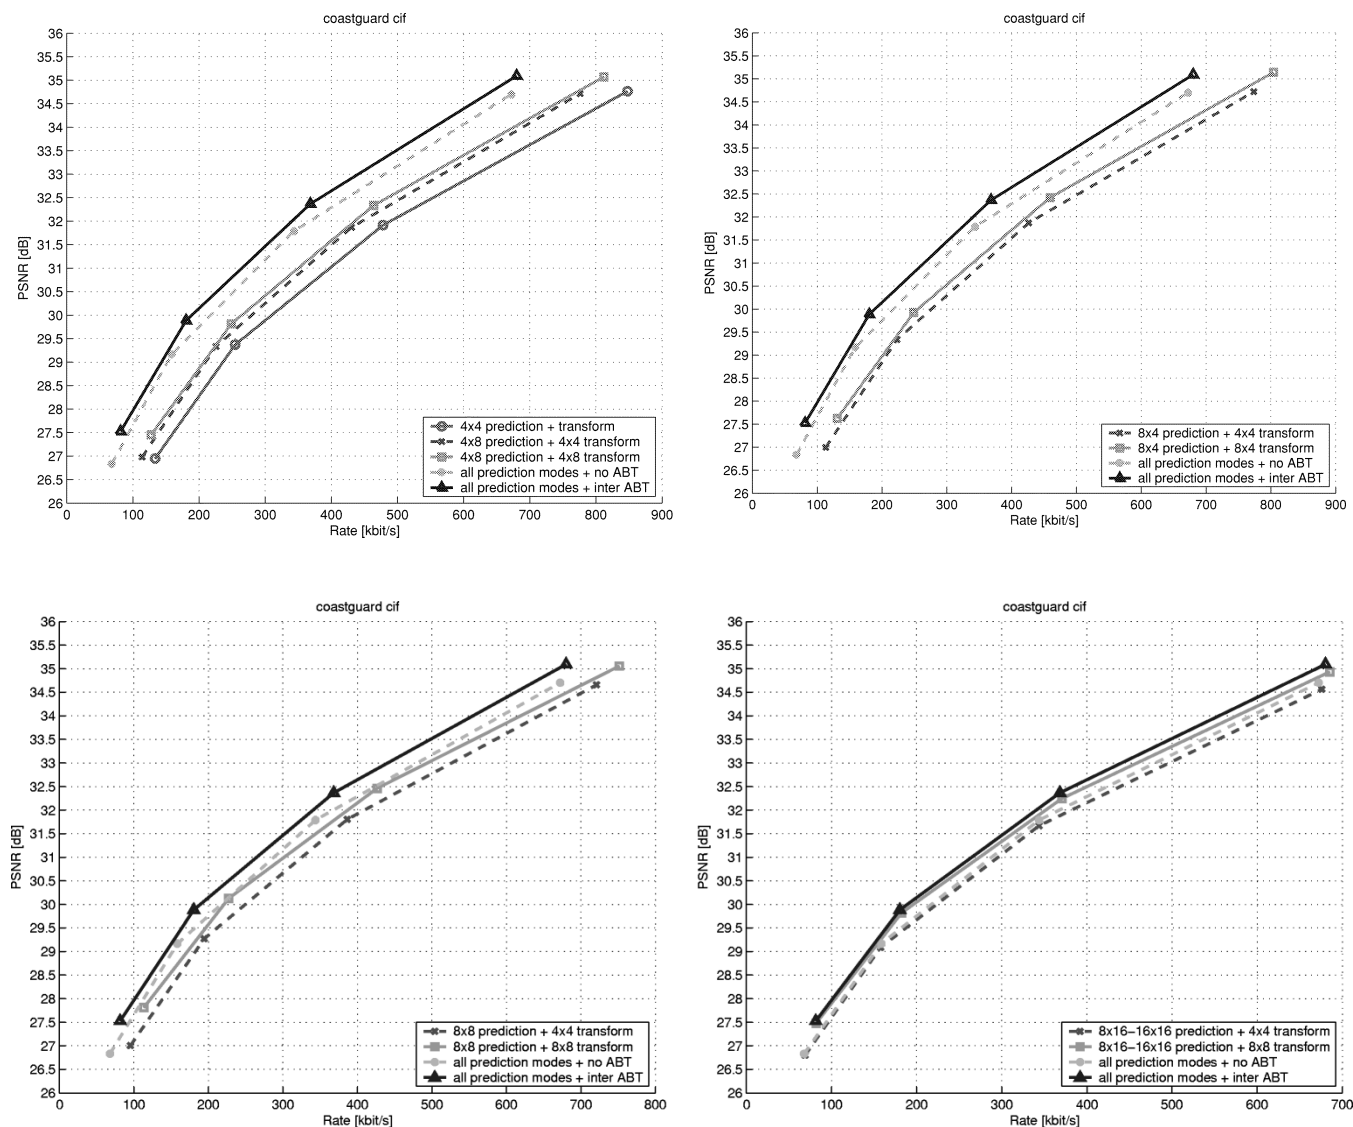 coastguard cif
36
35.5
35
34.5
34
33.5
33
32.5
32
31.5
31
30.5
30
29.5
29
28.5
28
27.5
27
26.5
26
PSNR [dB]
4x4 prediction + transform
4x8 prediction + 4x4 transform
4x8 prediction + 4x8 transform
all prediction modes + no ABT
all prediction modes + inter ABT
0 100 200 300 400 500 600 700 800 900
Rate [kbit/s]
coastguard cif
36
35.5
35
34.5
34
33.5
33
32.5
32
31.5
31
30.5
30
29.5
29
28.5
28
27.5
27
26.5
26
PSNR [dB]
8x4 prediction + 4x4 transform
8x4 prediction + 8x4 transform
all prediction modes + no ABT
all prediction modes + inter ABT
0 100 200 300 400 500 600 700 800 900
Rate [kbit/s]
coastguard cif
36
35.5
35
34.5
34
33.5
33
32.5
32
31.5
31
30.5
30
29.5
29
28.5
28
27.5
27
26.5
26
PSNR [dB]
8x8 prediction + 4x4 transform
8x8 prediction + 8x8 transform
all prediction modes + no ABT
all prediction modes + inter ABT
0 100 200 300 400 500 600 700 800
Rate [kbit/s]
coastguard cif
36
35.5
35
34.5
34
33.5
33
32.5
32
31.5
31
30.5
30
29.5
29
28.5
28
27.5
27
26.5
26
PSNR [dB]
8x16–16x16 prediction + 4x4 transform
8x16–16x16 prediction + 8x8 transform
all prediction modes + no ABT
all prediction modes + inter ABT
0 100 200 300 400 500 600 700
Rate [kbit/s]